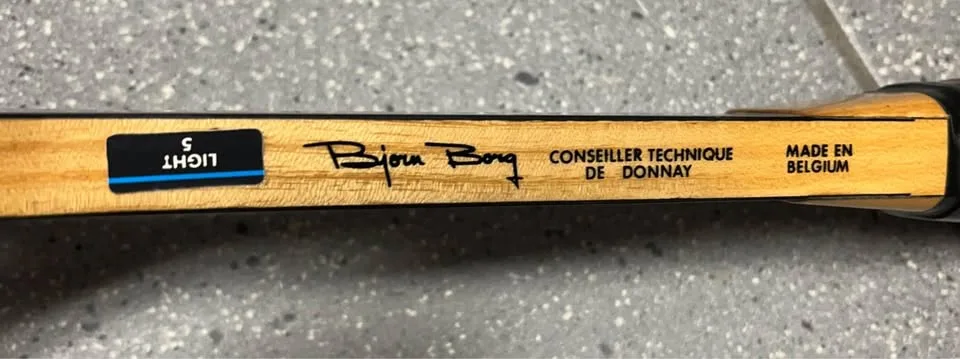 LIGHT
5
Bjorn Borg
CONSEILLER TECHNIQUE
DE DONNAY
MADE EN
BELGIUM